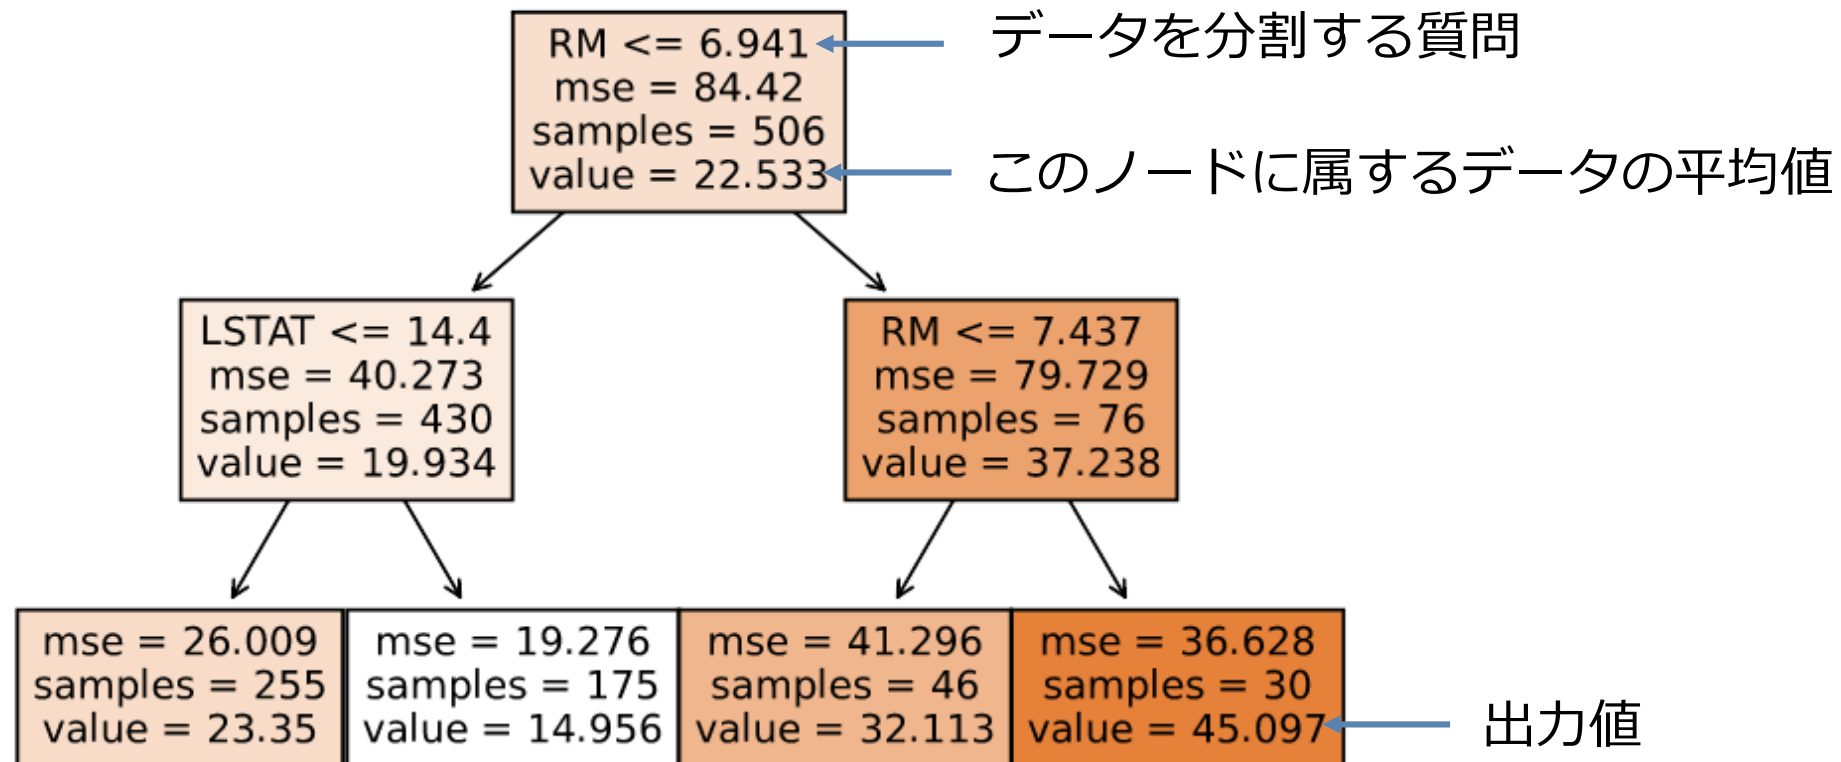 RM <= 6.941
mse = 84.42
samples = 506
value = 22.533
データを分割する質問
このノードに属するデータの平均値
LSTAT <= 14.4
mse = 40.273
samples = 430
value = 19.934
RM <= 7.437
mse = 79.729
samples = 76
value = 37.238
mse = 26.009
samples = 255
value = 23.35
mse = 19.276
samples = 175
value = 14.956
mse = 41.296
samples = 46
value = 32.113
mse = 36.628
samples = 30
value = 45.097
出力値